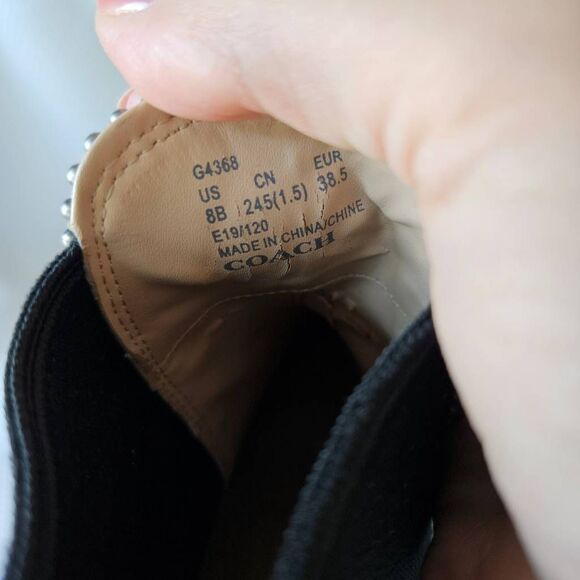 G4368
US CN EUR
8B 245(1.5) 38.5
E19/120
MADE IN CHINA/CHINE
COACH